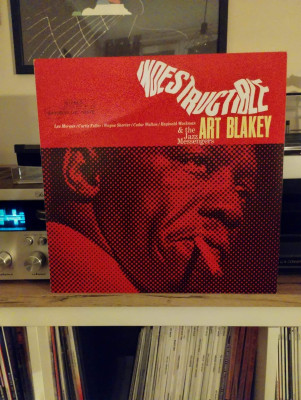 INDESTRUCTIBLE
Lee Morgan / Curtis Fuller / Wayne Shorter / Cedar Walton / Reginald Workman
& the Jazz Messengers
ART BLAKEY